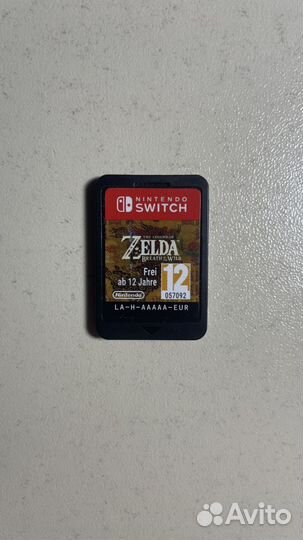 NINTENDO
SWITCH
THE LEGEND OF
ZELDA
BREATH OF THE WILD
Frei
ab 12 Jahre
12
057092
Nintendo
LA-H-AAAAA-EUR
Avito